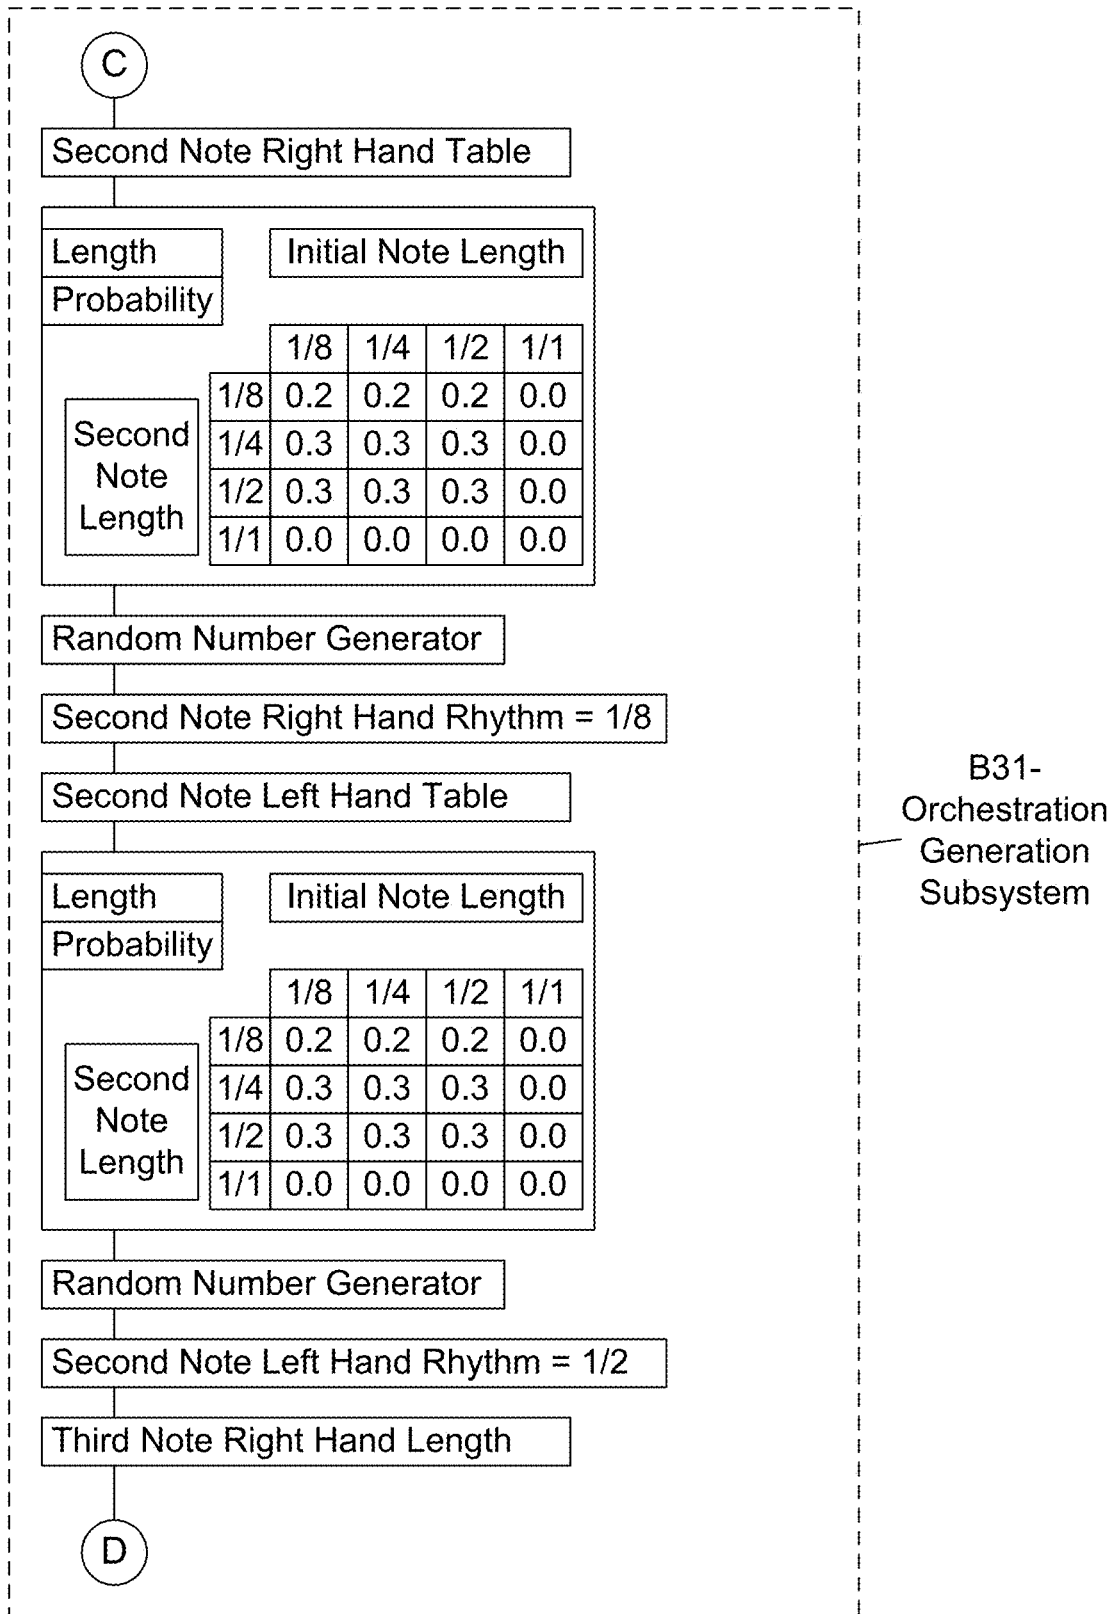 C
Second Note Right Hand Table
Length
Initial Note Length
Probability
1/8 1/4 1/2 1/1
1/8 0.2 0.2 0.2 0.0
Second Note Length
1/4 0.3 0.3 0.3 0.0
1/2 0.3 0.3 0.3 0.0
1/1 0.0 0.0 0.0 0.0
Random Number Generator
Second Note Right Hand Rhythm = 1/8
Second Note Left Hand Table
Length
Initial Note Length
Probability
1/8 1/4 1/2 1/1
1/8 0.2 0.2 0.2 0.0
Second Note Length
1/4 0.3 0.3 0.3 0.0
1/2 0.3 0.3 0.3 0.0
1/1 0.0 0.0 0.0 0.0
Random Number Generator
Second Note Left Hand Rhythm = 1/2
Third Note Right Hand Length
D
B31-
Orchestration
Generation
Subsystem